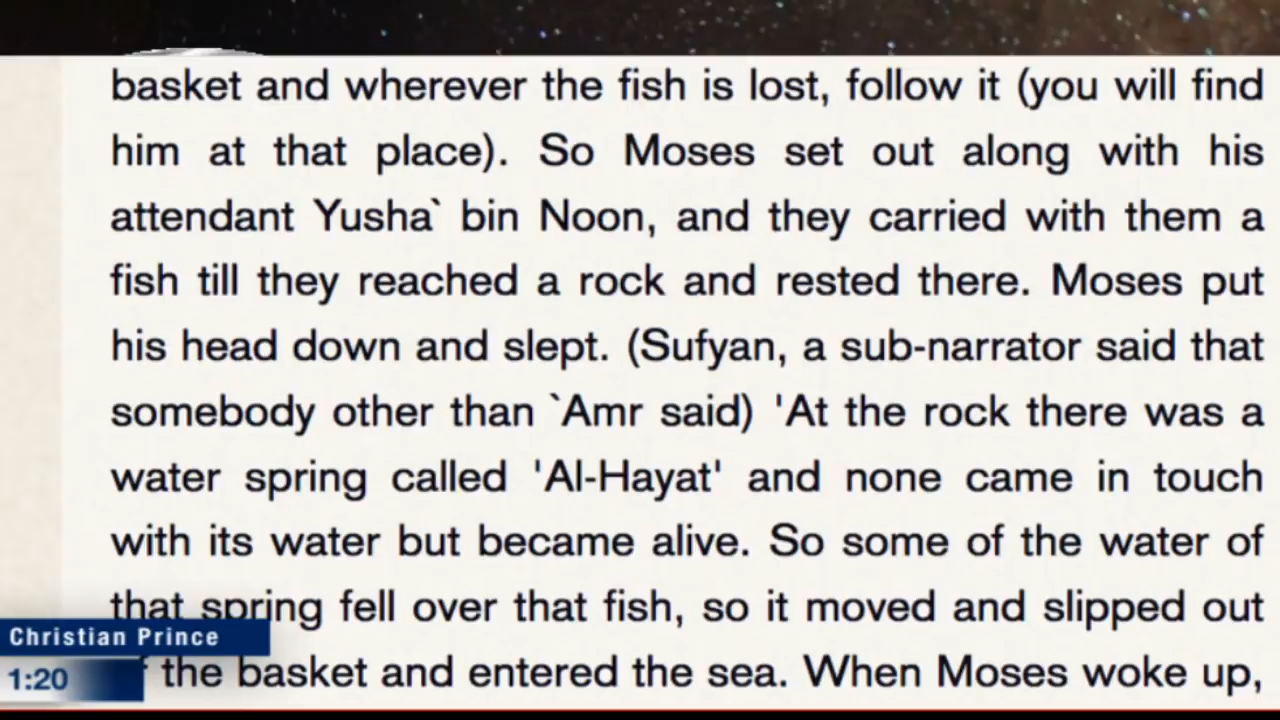 basket and wherever the fish is lost, follow it (you will find
him at that place). So Moses set out along with his
attendant Yusha` bin Noon, and they carried with them a
fish till they reached a rock and rested there. Moses put
his head down and slept. (Sufyan, a sub-narrator said that
somebody other than `Amr said) 'At the rock there was a
water spring called 'Al-Hayat' and none came in touch
with its water but became alive. So some of the water of
that spring fell over that fish, so it moved and slipped out
the basket and entered the sea. When Moses woke up,
Christian Prince
1:20